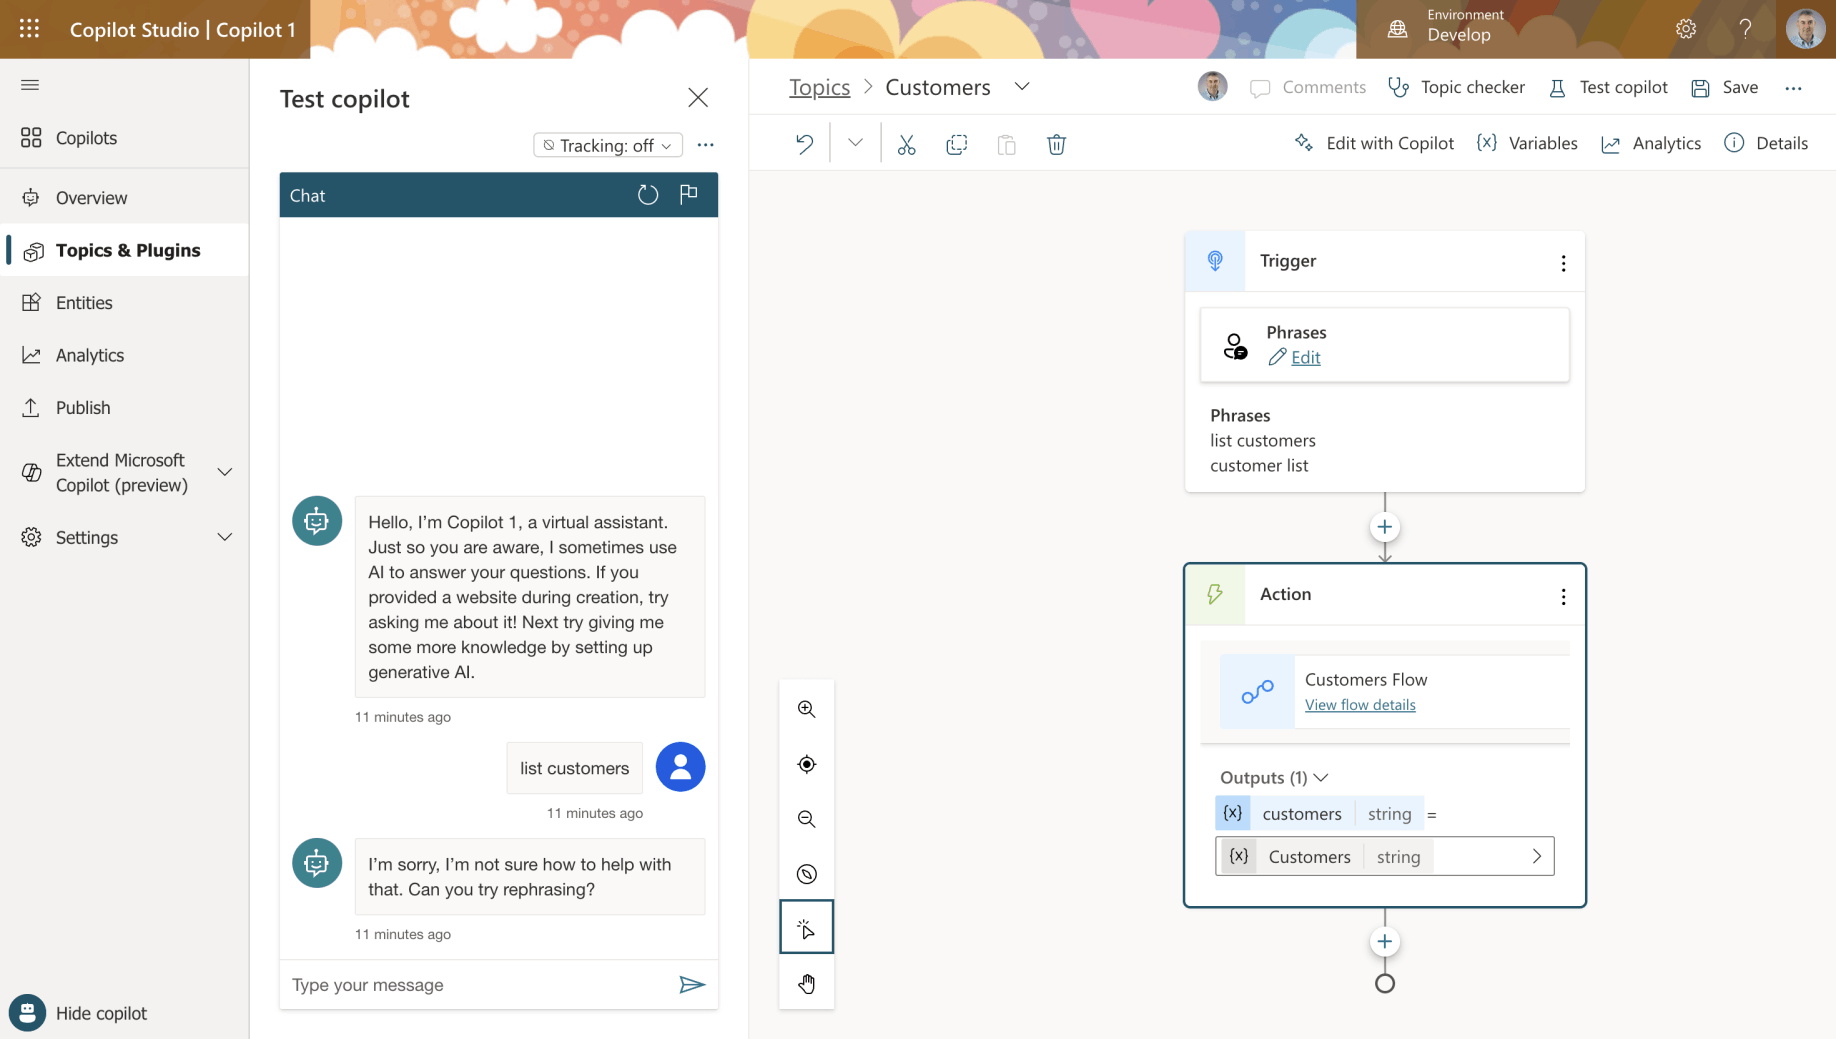 Copilot Studio | Copilot 1
Environment
Develop
?
Copilots
Overview
Topics & Plugins
Entities
Analytics
Publish
Extend Microsoft
Copilot (preview)
Settings
Hide copilot
Test copilot
Tracking: off
Chat
Hello, I’m Copilot 1, a virtual assistant.
Just so you are aware, I sometimes use
AI to answer your questions. If you
provided a website during creation, try
asking me about it! Next try giving me
some more knowledge by setting up
generative AI.
11 minutes ago
list customers
11 minutes ago
I’m sorry, I’m not sure how to help with
that. Can you try rephrasing?
11 minutes ago
Type your message
Topics > Customers
Comments
Topic checker
Test copilot
Save
Edit with Copilot
{x} Variables
Analytics
Details
Trigger
Phrases
Edit
Phrases
list customers
customer list
Action
Customers Flow
View flow details
Outputs (1)
{x} customers string =
{x} Customers string